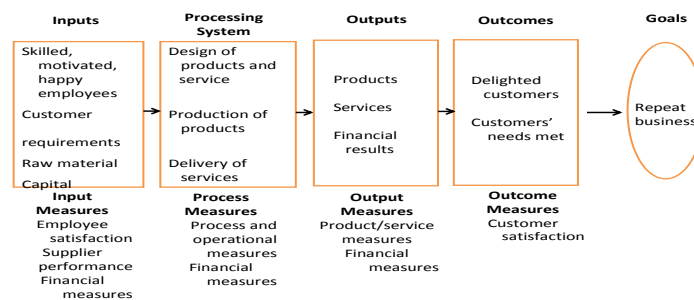 Inputs
Skilled,
motivated,
happy
employees
Customer
requirements
Raw material
Capital
Input
Measures
Employee
satisfaction
Supplier
performance
Financial
measures
Processing
System
Design of
products and
service
Production of
products
Delivery of
services
Process
Measures
Process and
operational
measures
Financial
measures
Outputs
Products
Services
Financial
results
Output
Measures
Product/service
measures
Financial
measures
Outcomes
Delighted
customers
Customers’
needs met
Outcome
Measures
Customer
satisfaction
Goals
Repeat
business